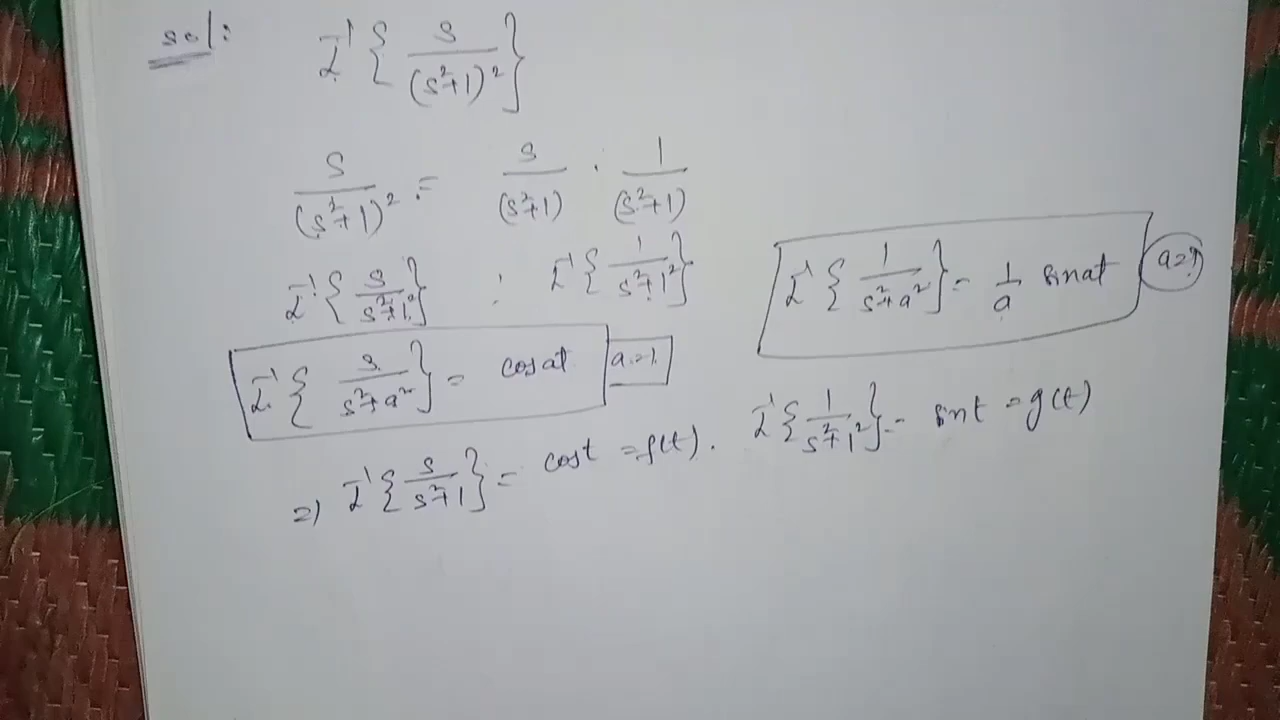 sol: L⁻¹ { s / (s²+1)² }
s / (s²+1)² = s / (s²+1) · 1 / (s²+1)
L⁻¹ { s / s²+1² } : L⁻¹ { 1 / s²+1² }
L⁻¹ { 1 / s²+a² } = 1/a sinat
L⁻¹ { s / s²+a² } = cosat a=1
=) L⁻¹ { s / s²+1 } = cost = f(t). L⁻¹ { 1 / s²+1² } = sint = g(t)